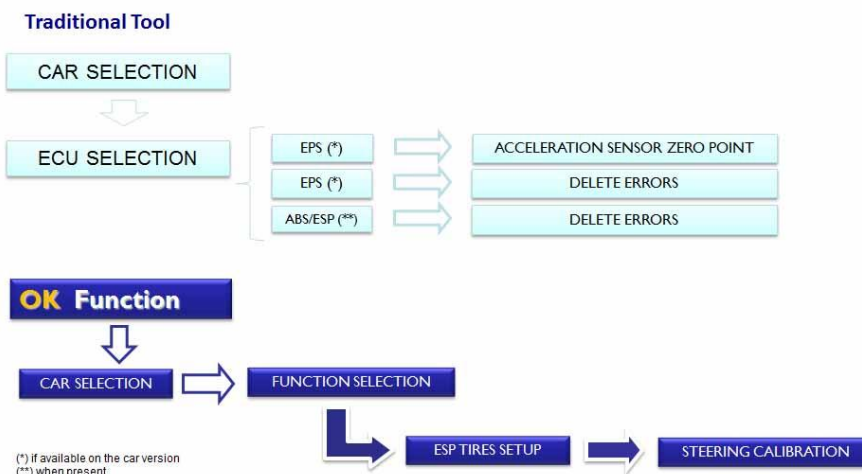 Traditional Tool
CAR SELECTION
ECU SELECTION
EPS (*)
ACCELERATION SENSOR ZERO POINT
EPS (*)
DELETE ERRORS
ABS/ESP (**)
DELETE ERRORS
OK Function
CAR SELECTION
FUNCTION SELECTION
ESP TIRES SETUP
STEERING CALIBRATION
(*) if available on the car version
(**) when present